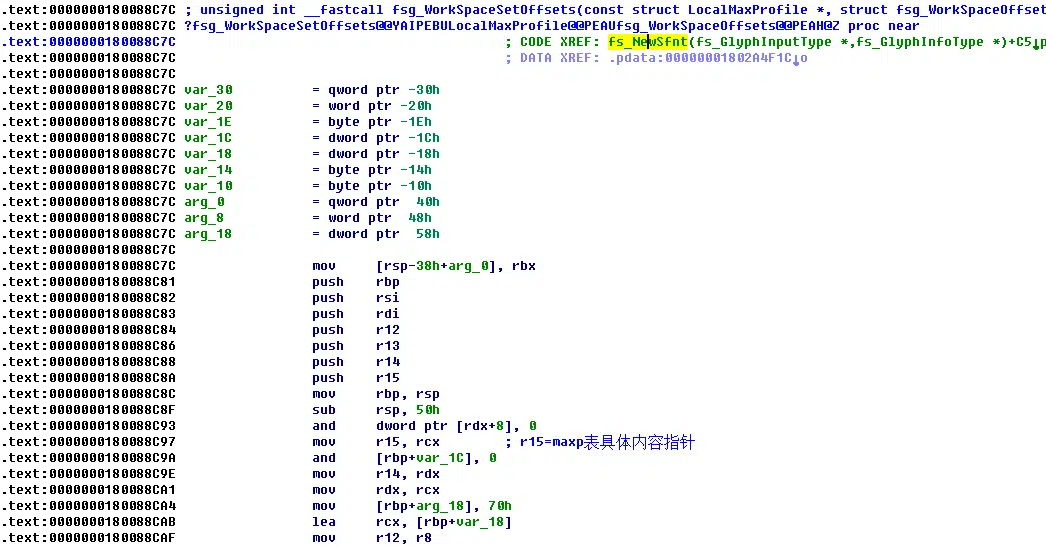 .text:0000000180088C7C ; unsigned int __fastcall fsg_WorkSpaceSetOffsets(const struct LocalMaxProfile *, struct fsg_WorkSpaceOffset
.text:0000000180088C7C ?fsg_WorkSpaceSetOffsets@@YAIPEBULocalMaxProfile@@PEAUfsg_WorkSpaceOffsets@@PEAH@Z proc near
.text:0000000180088C7C ; CODE XREF: fs_NewSfnt(fs_GlyphInputType *,fs_GlyphInfoType *)+C5↓p
.text:0000000180088C7C ; DATA XREF: .pdata:00000001802A4F1C↓o
.text:0000000180088C7C
.text:0000000180088C7C var_30 = qword ptr -30h
.text:0000000180088C7C var_20 = word ptr -20h
.text:0000000180088C7C var_1E = byte ptr -1Eh
.text:0000000180088C7C var_1C = dword ptr -1Ch
.text:0000000180088C7C var_18 = dword ptr -18h
.text:0000000180088C7C var_14 = byte ptr -14h
.text:0000000180088C7C var_10 = byte ptr -10h
.text:0000000180088C7C arg_0 = qword ptr 40h
.text:0000000180088C7C arg_8 = word ptr 48h
.text:0000000180088C7C arg_18 = dword ptr 58h
.text:0000000180088C7C
.text:0000000180088C7C mov [rsp-38h+arg_0], rbx
.text:0000000180088C81 push rbp
.text:0000000180088C82 push rsi
.text:0000000180088C83 push rdi
.text:0000000180088C84 push r12
.text:0000000180088C86 push r13
.text:0000000180088C88 push r14
.text:0000000180088C8A push r15
.text:0000000180088C8C mov rbp, rsp
.text:0000000180088C8F sub rsp, 50h
.text:0000000180088C93 and dword ptr [rdx+8], 0
.text:0000000180088C97 mov r15, rcx ; r15=maxp表具体内容指针
.text:0000000180088C9A and [rbp+var_1C], 0
.text:0000000180088C9E mov r14, rdx
.text:0000000180088CA1 mov rdx, rcx
.text:0000000180088CA4 mov [rbp+arg_18], 70h
.text:0000000180088CAB lea rcx, [rbp+var_18]
.text:0000000180088CAF mov r12, r8